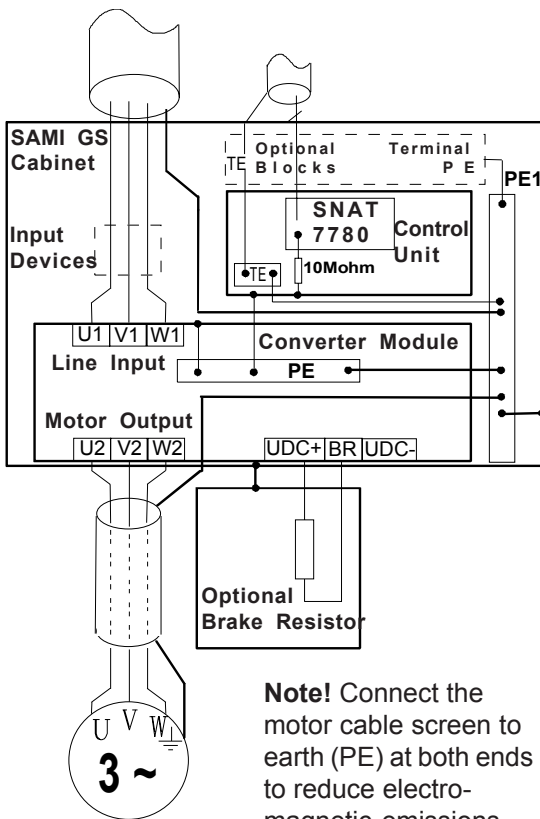 SAMI GS
Cabinet
Optional Terminal
TE Blocks PE
PE1
Input
Devices
SNAT
7780
Control
Unit
TE
10Mohm
U1 V1 W1
Line Input
Converter Module
PE
Motor Output
U2 V2 W2
UDC+ BR UDC-
Optional
Brake Resistor
U V W
3 ~
Note! Connect the
motor cable screen to
earth (PE) at both ends
to reduce electro-
magnetic emissions